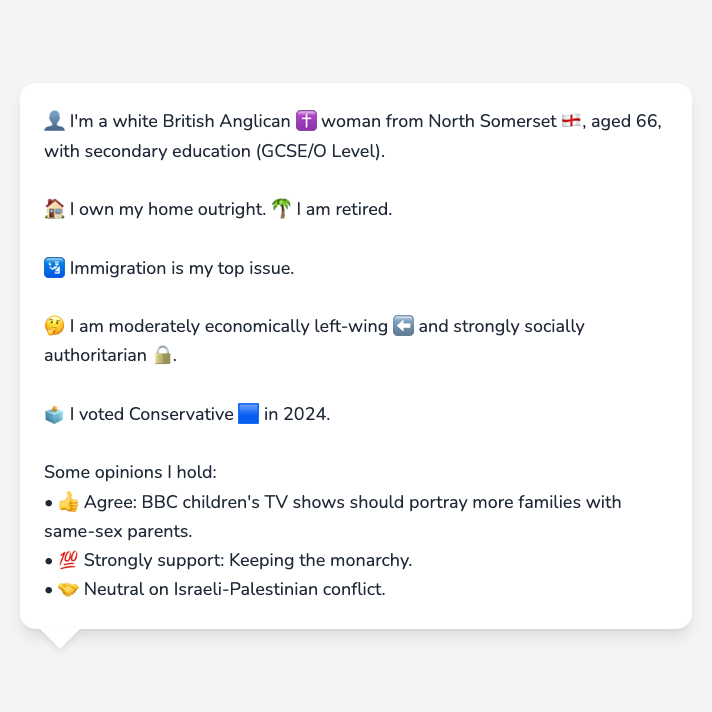 👤 I'm a white British Anglican ✝️ woman from North Somerset 🏴󠁧󠁢󠁥󠁮󠁧󠁿, aged 66,
with secondary education (GCSE/O Level).
🏠 I own my home outright. 🌴 I am retired.
🛂 Immigration is my top issue.
🤔 I am moderately economically left-wing ⬅️ and strongly socially
authoritarian 🔒.
🗳️ I voted Conservative 🟦 in 2024.
Some opinions I hold:
• 👍 Agree: BBC children's TV shows should portray more families with
same-sex parents.
• 💯 Strongly support: Keeping the monarchy.
• 🤝 Neutral on Israeli-Palestinian conflict.